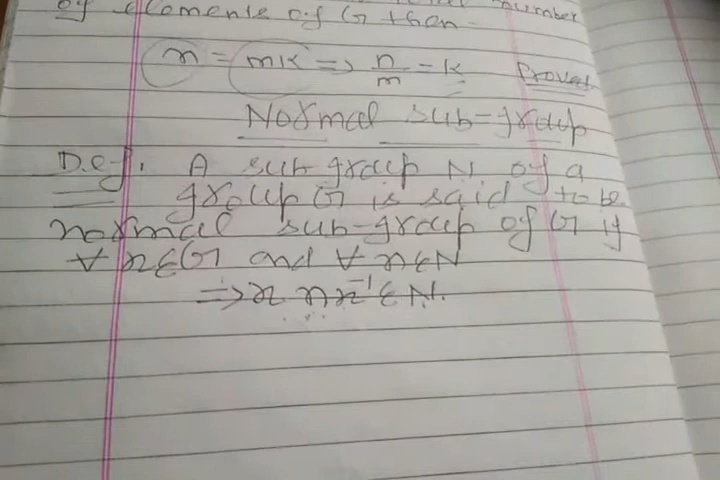 of elements of G then
number
n = mk => n/m = k Proved.
Normal sub-group
Def. A sub group N of a
group G is said to be
normal sub-group of G if
∀ x∈G and ∀ n∈N
=> x n x⁻¹ ∈ N.